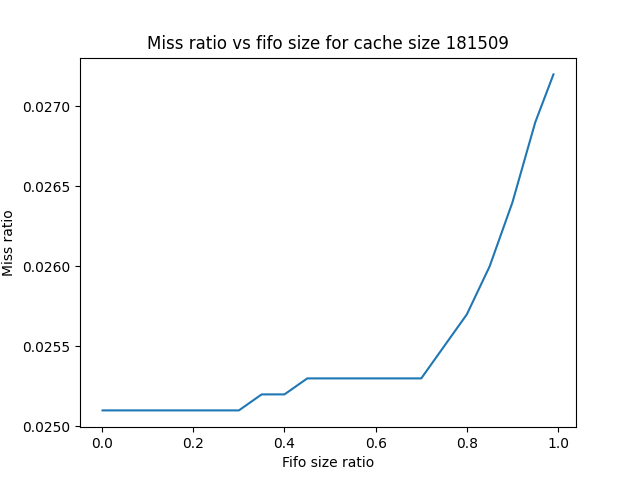 Miss ratio vs fifo size for cache size 181509
0.0270
0.0265
0.0260
0.0255
0.0250
Miss ratio
0.0 0.2 0.4 0.6 0.8 1.0
Fifo size ratio